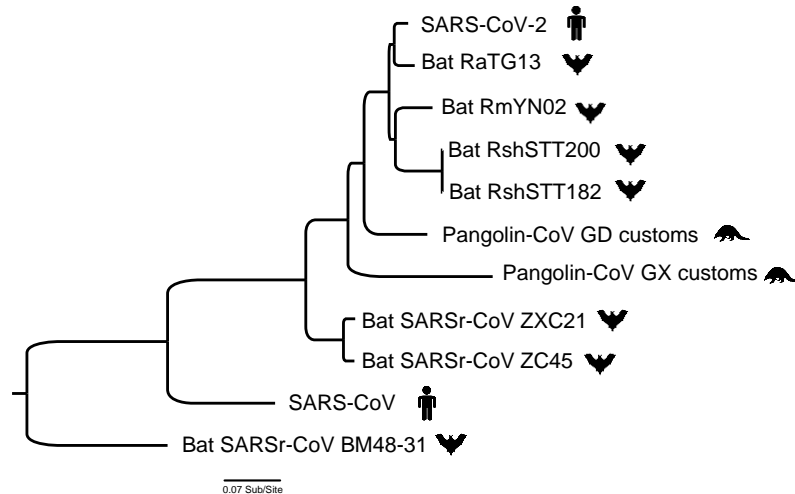 SARS-CoV-2
Bat RaTG13
Bat RmYN02
Bat RshSTT200
Bat RshSTT182
Pangolin-CoV GD customs
Pangolin-CoV GX customs
Bat SARSr-CoV ZXC21
Bat SARSr-CoV ZC45
SARS-CoV
Bat SARSr-CoV BM48-31
0.07 Sub/Site